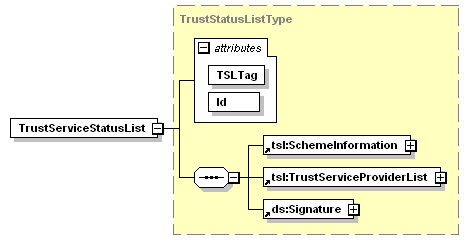 TrustStatusListType
attributes
TSLTag
Id
TrustServiceStatusList
tsl:SchemeInformation
tsl:TrustServiceProviderList
ds:Signature